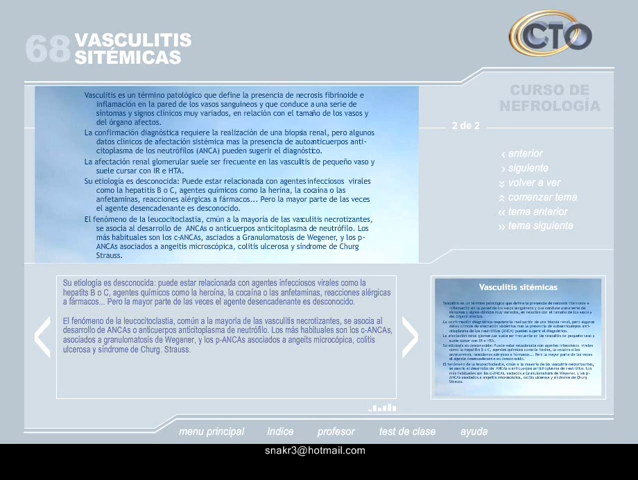 68 VASCULITIS
SITÉMICAS
CTO
CURSO DE
NEFROLOGÍA
2 de 2
‹ anterior
› siguiente
volver a ver
comenzar tema
‹‹ tema anterior
›› tema siguiente
Vasculitis es un término patológico que define la presencia de necrosis fibrinoide e
inflamación en la pared de los vasos sanguíneos y que conduce a una serie de
síntomas y signos clínicos muy variados, en relación con el tamaño de los vasos y
del órgano afectos.
La confirmación diagnóstica requiere la realización de una biopsia renal, pero algunos
datos clínicos de afectación sistémica mas la presencia de autoanticuerpos anti-
citoplasma de los neutrófilos (ANCA) pueden sugerir el diagnóstico.
La afectación renal glomerular suele ser frecuente en las vasculitis de pequeño vaso y
suele cursar con IR e HTA.
Su etiología es desconocida: Puede estar relacionada con agentes infecciosos virales
como la hepatitis B o C, agentes químicos como la herina, la cocaína o las
anfetaminas, reacciones alérgicas a fármacos... Pero la mayor parte de las veces
el agente desencadenante es desconocido.
El fenómeno de la leucocitoclastia, cmún a la mayoría de las vasculitis necrotizantes,
se asocia al desarrollo de ANCAs o anticuerpos anticitoplasma de neutrófilo. Los
más habituales son los c-ANCAs, asciados a Granulomatosis de Wegener, y los p-
ANCAs asociados a angeitis microscópica, colitis ulcerosa y síndrome de Churg
Strauss.
Su etiología es desconocida: puede estar relacionada con agentes infecciosos virales como la
hepatitis B o C, agentes químicos como la heroína, la cocaína o las anfetaminas, reacciones alérgicas
a fármacos... Pero la mayor parte de las veces el agente desencadenante es desconocido.
El fenómeno de la leucocitoclastia, común a la mayoría de las vasculitis necrotizantes, se asocia al
desarrollo de ANCAs o anticuerpos anticitoplasma de neutrófilo. Los más habituales son los c-ANCAs,
asociados a granulomatosis de Wegener, y los p-ANCAs asociados a angeits microscópica, colitis
ulcerosa y síndrome de Churg: Strauss.
Vasculitis sitémicas
menu principal índice profesor test de clase ayuda
snakr3@hotmail.com